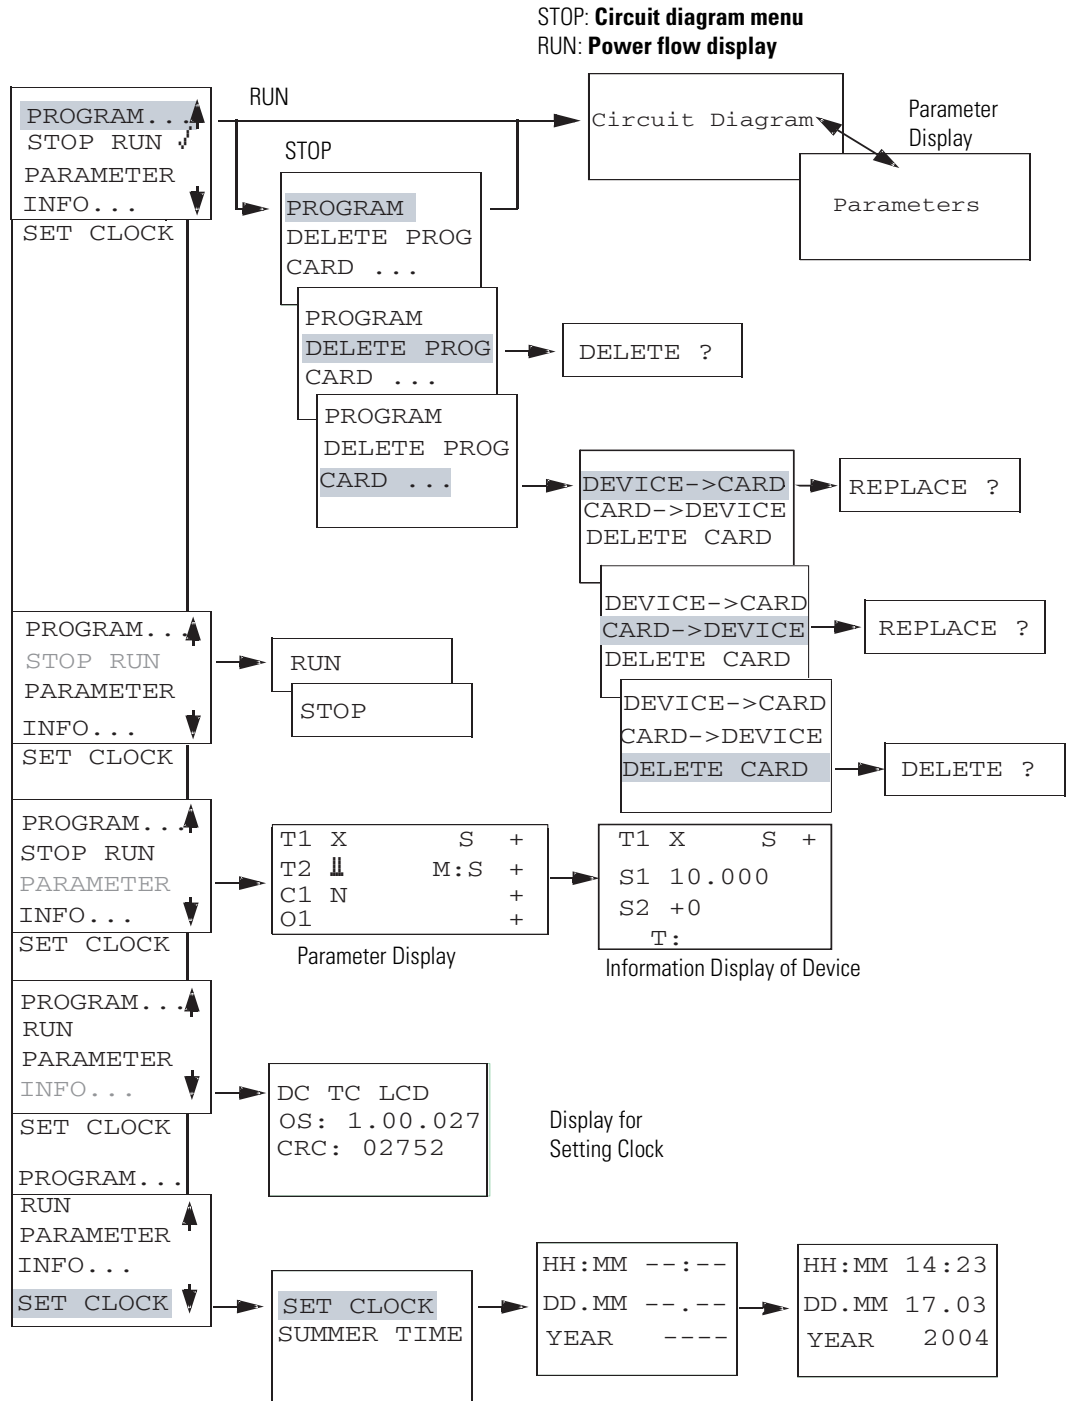 STOP: Circuit diagram menu
RUN: Power flow display
PROGRAM...
STOP RUN √
PARAMETER
INFO...
SET CLOCK
RUN
STOP
PROGRAM
DELETE PROG
CARD ...
Circuit Diagram
Parameter
Display
Parameters
PROGRAM
DELETE PROG
CARD ...
DELETE ?
PROGRAM
DELETE PROG
CARD ...
DEVICE->CARD
CARD->DEVICE
DELETE CARD
REPLACE ?
DEVICE->CARD
CARD->DEVICE
DELETE CARD
REPLACE ?
DEVICE->CARD
CARD->DEVICE
DELETE CARD
DELETE ?
PROGRAM...
STOP RUN
PARAMETER
INFO...
SET CLOCK
RUN
STOP
PROGRAM...
STOP RUN
PARAMETER
INFO...
SET CLOCK
T1 X S +
T2 M:S +
C1 N +
O1 +
Parameter Display
T1 X S +
S1 10.000
S2 +0
T:
Information Display of Device
PROGRAM...
RUN
PARAMETER
INFO...
SET CLOCK
DC TC LCD
OS: 1.00.027
CRC: 02752
Display for
Setting Clock
PROGRAM...
RUN
PARAMETER
INFO...
SET CLOCK
SET CLOCK
SUMMER TIME
HH:MM --:--
DD.MM --.--
YEAR ----
HH:MM 14:23
DD.MM 17.03
YEAR 2004